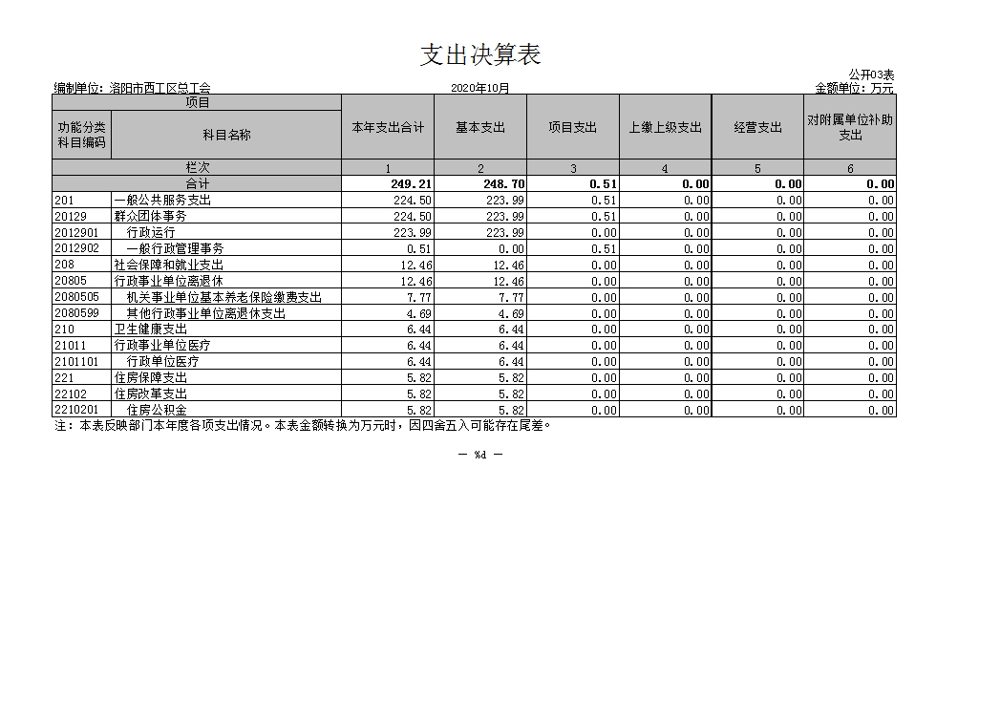 支出决算表
公开03表
编制单位：洛阳市西工区总工会 2020年10月 金额单位：万元
项目 本年支出合计 基本支出 项目支出 上缴上级支出 经营支出 对附属单位补助支出
功能分类科目编码 科目名称
栏次 1 2 3 4 5 6
合计 249.21 248.70 0.51 0.00 0.00 0.00
201 一般公共服务支出 224.50 223.99 0.51 0.00 0.00 0.00
20129 群众团体事务 224.50 223.99 0.51 0.00 0.00 0.00
2012901 行政运行 223.99 223.99 0.00 0.00 0.00 0.00
2012902 一般行政管理事务 0.51 0.00 0.51 0.00 0.00 0.00
208 社会保障和就业支出 12.46 12.46 0.00 0.00 0.00 0.00
20805 行政事业单位离退休 12.46 12.46 0.00 0.00 0.00 0.00
2080505 机关事业单位基本养老保险缴费支出 7.77 7.77 0.00 0.00 0.00 0.00
2080599 其他行政事业单位离退休支出 4.69 4.69 0.00 0.00 0.00 0.00
210 卫生健康支出 6.44 6.44 0.00 0.00 0.00 0.00
21011 行政事业单位医疗 6.44 6.44 0.00 0.00 0.00 0.00
2101101 行政单位医疗 6.44 6.44 0.00 0.00 0.00 0.00
221 住房保障支出 5.82 5.82 0.00 0.00 0.00 0.00
22102 住房改革支出 5.82 5.82 0.00 0.00 0.00 0.00
2210201 住房公积金 5.82 5.82 0.00 0.00 0.00 0.00
注：本表反映部门本年度各项支出情况。本表金额转换为万元时，因四舍五入可能存在尾差。
— %d —